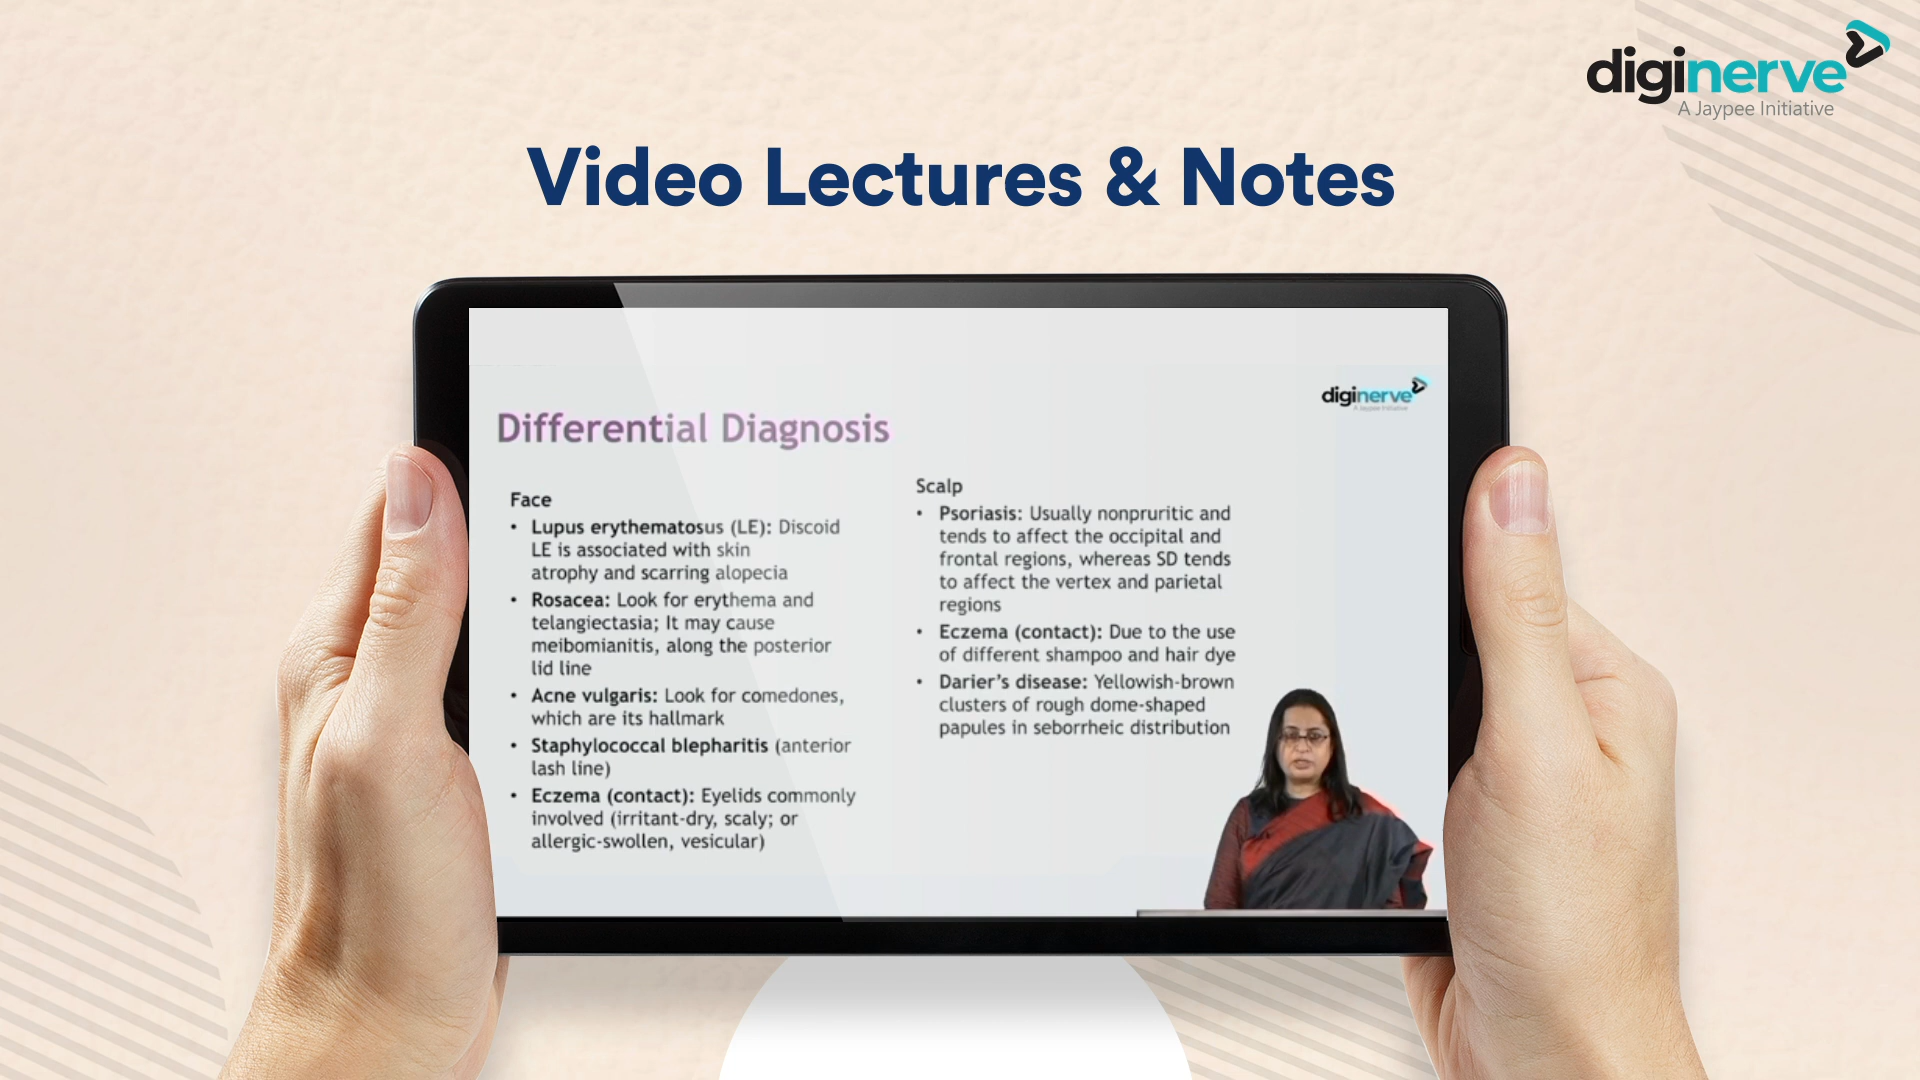 diginerve
A Jaypee Initiative
Video Lectures & Notes
diginerve
A Jaypee Initiative
Differential Diagnosis
Face
• Lupus erythematosus (LE): Discoid
LE is associated with skin
atrophy and scarring alopecia
• Rosacea: Look for erythema and
telangiectasia; It may cause
meibomianitis, along the posterior
lid line
• Acne vulgaris: Look for comedones,
which are its hallmark
• Staphylococcal blepharitis (anterior
lash line)
• Eczema (contact): Eyelids commonly
involved (irritant-dry, scaly; or
allergic-swollen, vesicular)
Scalp
• Psoriasis: Usually nonpruritic and
tends to affect the occipital and
frontal regions, whereas SD tends
to affect the vertex and parietal
regions
• Eczema (contact): Due to the use
of different shampoo and hair dye
• Darier's disease: Yellowish-brown
clusters of rough dome-shaped
papules in seborrheic distribution